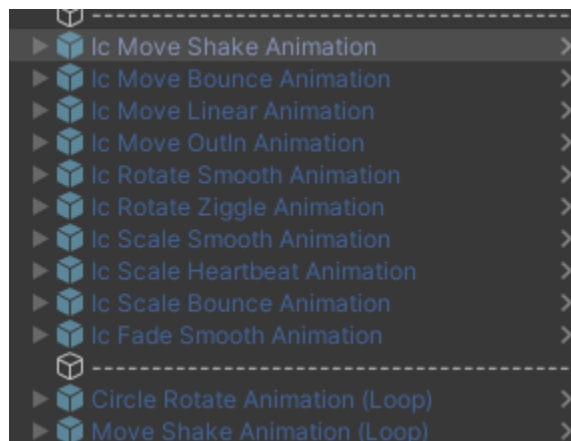 --------------------------------
Ic Move Shake Animation
Ic Move Bounce Animation
Ic Move Linear Animation
Ic Move OutIn Animation
Ic Rotate Smooth Animation
Ic Rotate Ziggle Animation
Ic Scale Smooth Animation
Ic Scale Heartbeat Animation
Ic Scale Bounce Animation
Ic Fade Smooth Animation
--------------------------------
Circle Rotate Animation (Loop)
Move Shake Animation (Loop)